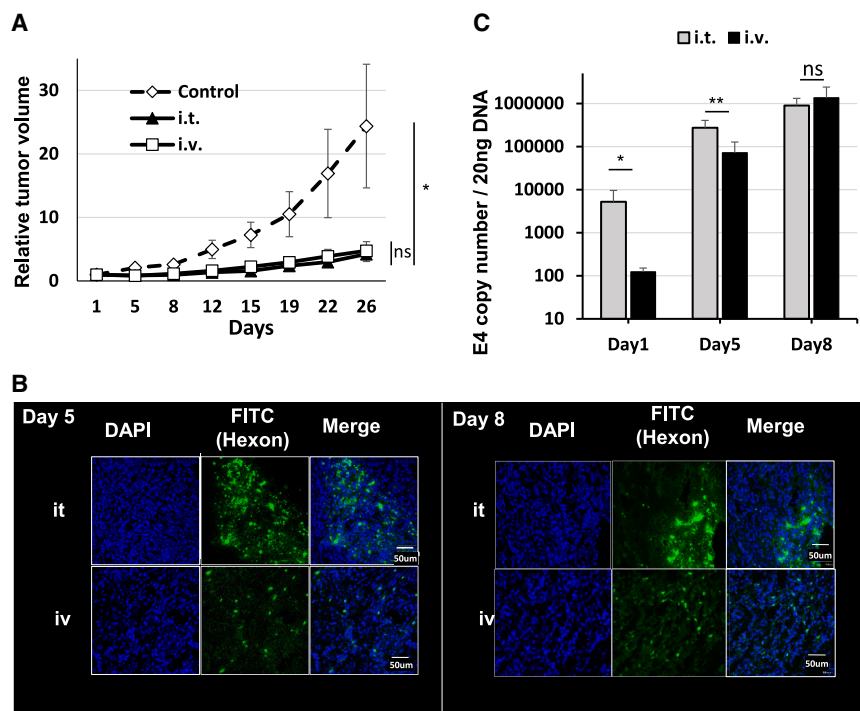 A
Relative tumor volume
30
20
10
0
Control
i.t.
i.v.
*
ns
1 5 8 12 15 19 22 26
Days
C
i.t. i.v.
E4 copy number / 20ng DNA
1000000
100000
10000
1000
100
10
*
**
ns
Day1 Day5 Day8
B
Day 5
DAPI
FITC
(Hexon)
Merge
it
50um
iv
50um
Day 8
DAPI
FITC
(Hexon)
Merge
it
50um
iv
50um